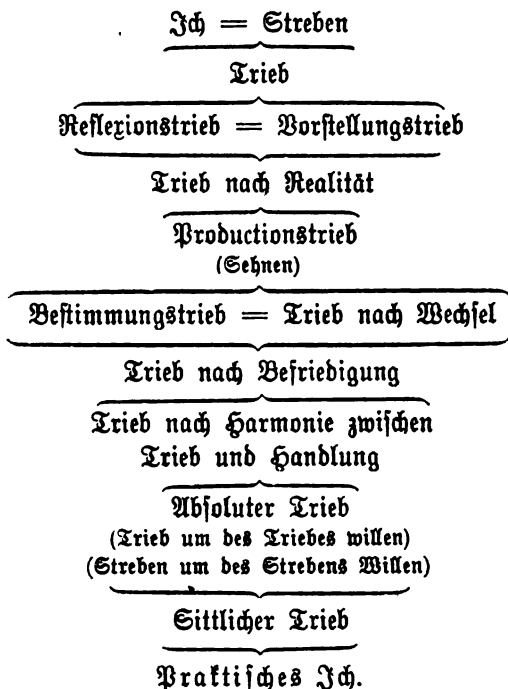 Ich = Streben
Trieb
Reflexionstrieb = Vorstellungstrieb
Trieb nach Realität
Productionstrieb
(Sehnen)
Bestimmungstrieb = Trieb nach Wechsel
Trieb nach Befriedigung
Trieb nach Harmonie zwischen
Trieb und Handlung
Absoluter Trieb
(Trieb um des Triebes willen)
(Streben um des Strebens Willen)
Sittlicher Trieb
Praktisches Ich.